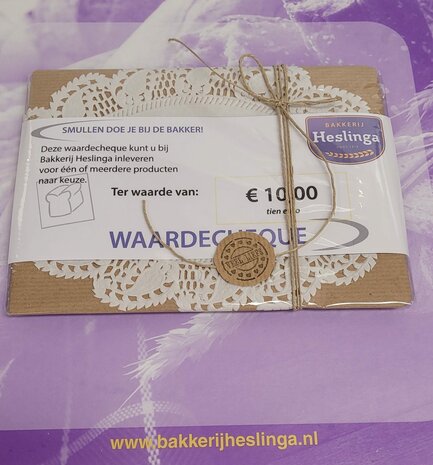 SMULLEN DOE JE BIJ DE BAKKER!
BAKKERIJ
Heslinga
Deze waardecheque kunt u bij
Bakkerij Heslinga inleveren
voor één of meerdere producten
naar keuze.
Ter waarde van:
€ 10,00
tien euro
WAARDECHEQUE
www.bakkerijheslinga.nl